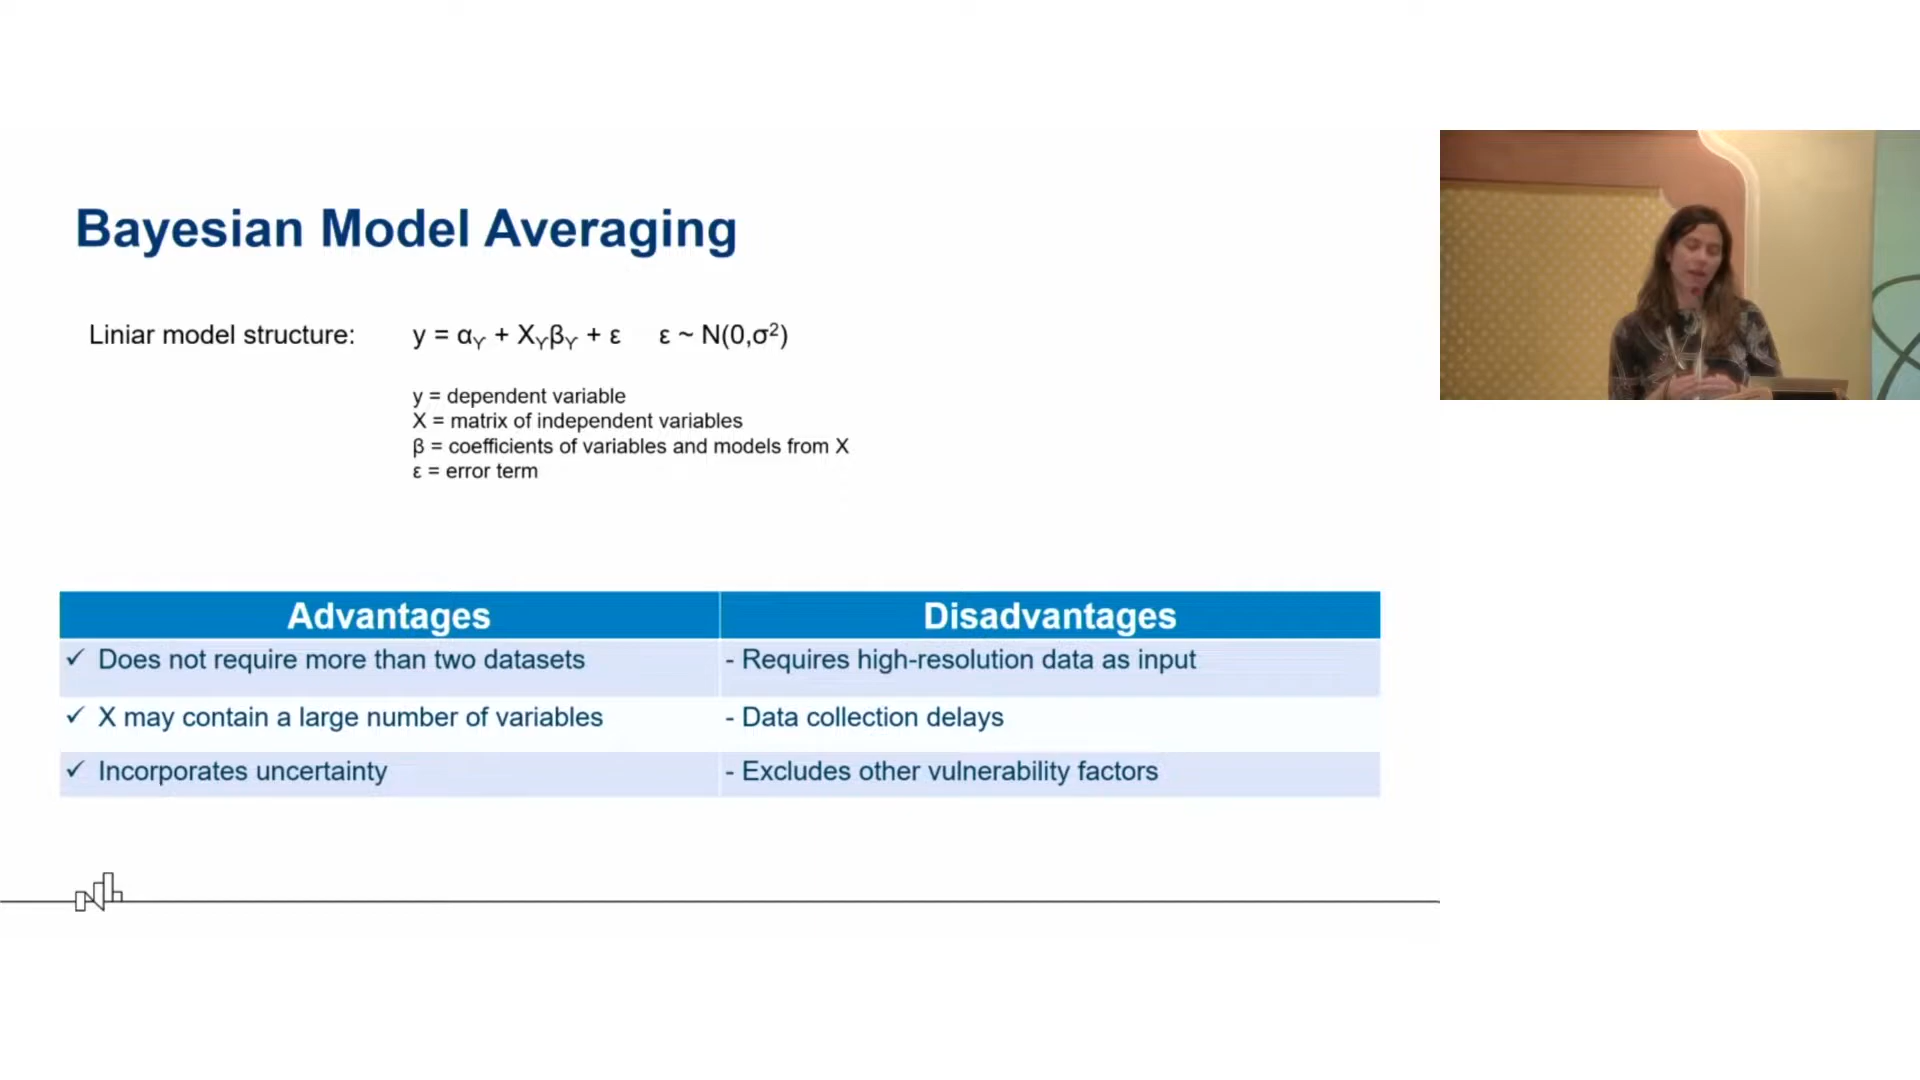 Bayesian Model Averaging
Liniar model structure: y = αᵧ + Xᵧβᵧ + ε ε ~ N(0,σ²)
y = dependent variable
X = matrix of independent variables
β = coefficients of variables and models from X
ε = error term
Advantages Disadvantages
✓ Does not require more than two datasets - Requires high-resolution data as input
✓ X may contain a large number of variables - Data collection delays
✓ Incorporates uncertainty - Excludes other vulnerability factors